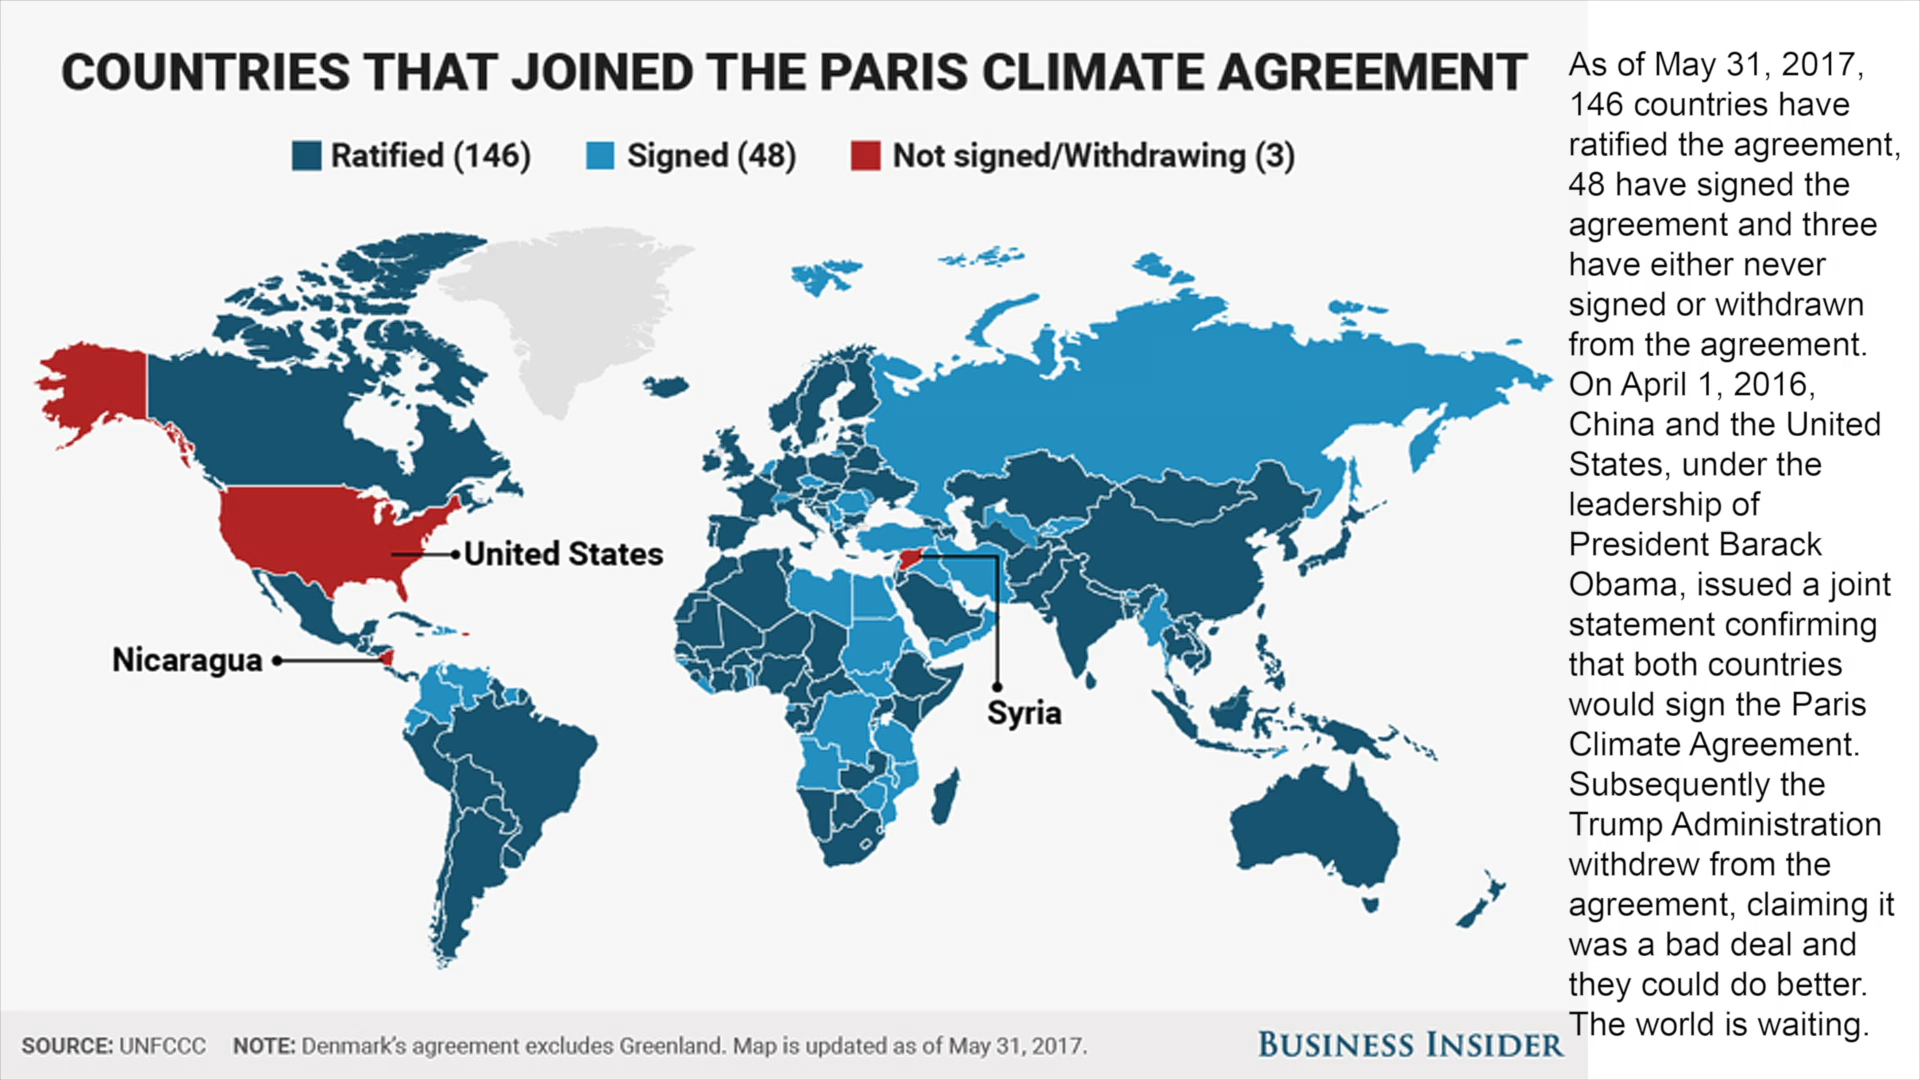 COUNTRIES THAT JOINED THE PARIS CLIMATE AGREEMENT
Ratified (146)
Signed (48)
Not signed/Withdrawing (3)
United States
Nicaragua
Syria
SOURCE: UNFCCC
NOTE: Denmark's agreement excludes Greenland. Map is updated as of May 31, 2017.
BUSINESS INSIDER
As of May 31, 2017,
146 countries have
ratified the agreement,
48 have signed the
agreement and three
have either never
signed or withdrawn
from the agreement.
On April 1, 2016,
China and the United
States, under the
leadership of
President Barack
Obama, issued a joint
statement confirming
that both countries
would sign the Paris
Climate Agreement.
Subsequently the
Trump Administration
withdrew from the
agreement, claiming it
was a bad deal and
they could do better.
The world is waiting.